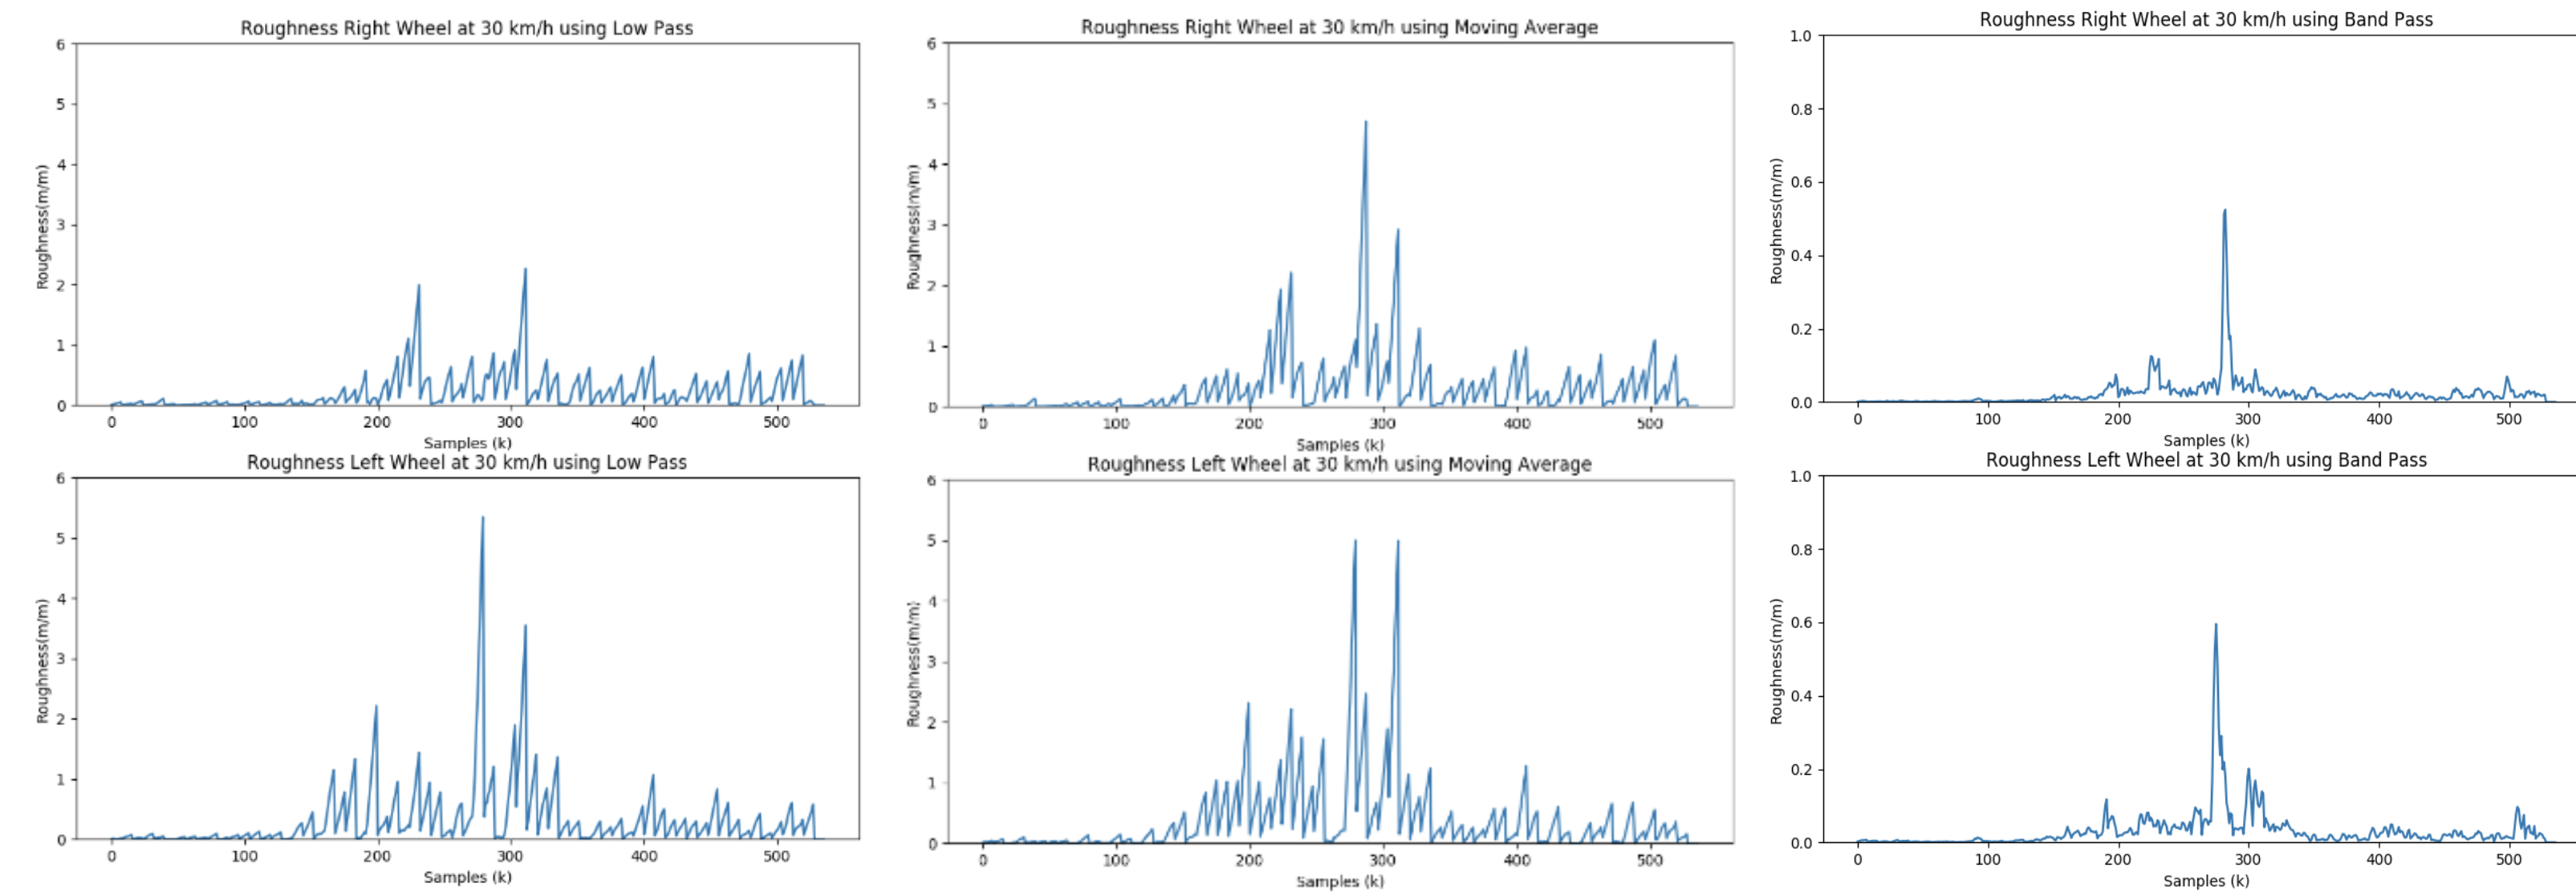 Roughness Right Wheel at 30 km/h using Low Pass
6
5
4
3
2
1
0
Roughness(m/m)
0 100 200 300 400 500
Samples (k)
Roughness Right Wheel at 30 km/h using Moving Average
6
5
4
3
2
1
0
Roughness(m/m)
0 100 200 300 400 500
Samples (k)
Roughness Right Wheel at 30 km/h using Band Pass
1.0
0.8
0.6
0.4
0.2
0.0
Roughness(m/m)
0 100 200 300 400 500
Samples (k)
Roughness Left Wheel at 30 km/h using Low Pass
6
5
4
3
2
1
0
Roughness(m/m)
0 100 200 300 400 500
Samples (k)
Roughness Left Wheel at 30 km/h using Moving Average
6
5
4
3
2
1
0
Roughness(m/m)
0 100 200 300 400 500
Samples (k)
Roughness Left Wheel at 30 km/h using Band Pass
1.0
0.8
0.6
0.4
0.2
0.0
Roughness(m/m)
0 100 200 300 400 500
Samples (k)